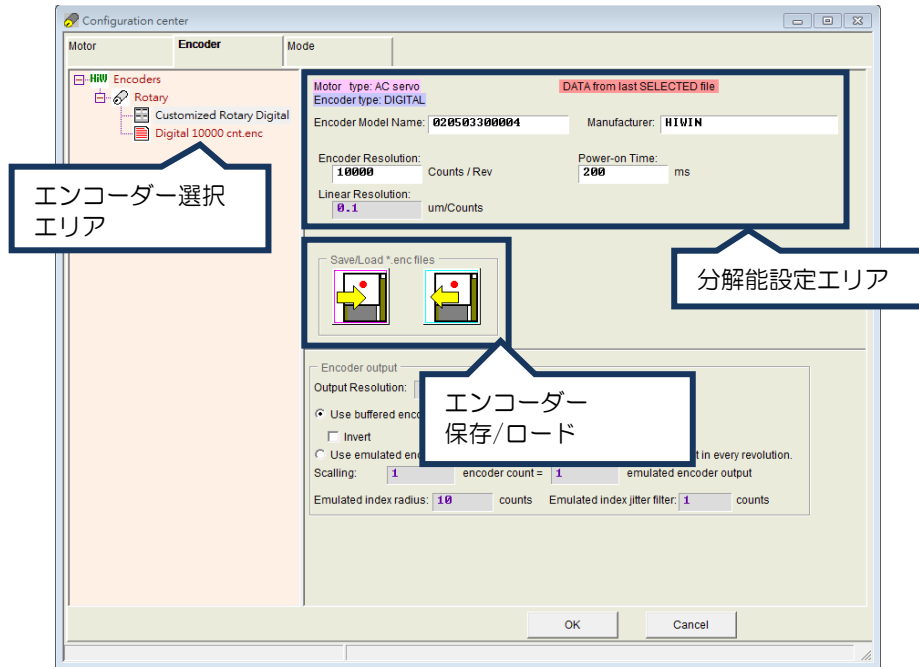 Configuration center
Motor
Encoder
Mode
HIW Encoders
Rotary
Customized Rotary Digital
Digital 10000 cnt.enc
エンコーダー選択
エリア
Motor type: AC servo
DATA from last SELECTED file
Encoder type: DIGITAL
Encoder Model Name: 020503300004
Manufacturer: HIWIN
Encoder Resolution:
Power-on Time:
10000 Counts / Rev
200 ms
Linear Resolution:
0.1 um/Counts
分解能設定エリア
Save/Load *.enc files
エンコーダー
保存/ロード
Encoder output
Output Resolution:
Use buffered
Invert
Use emulated
in every revolution.
Scalling: 1 encoder count = 1 emulated encoder output
Emulated index radius: 10 counts Emulated index jitter filter: 1 counts
OK
Cancel